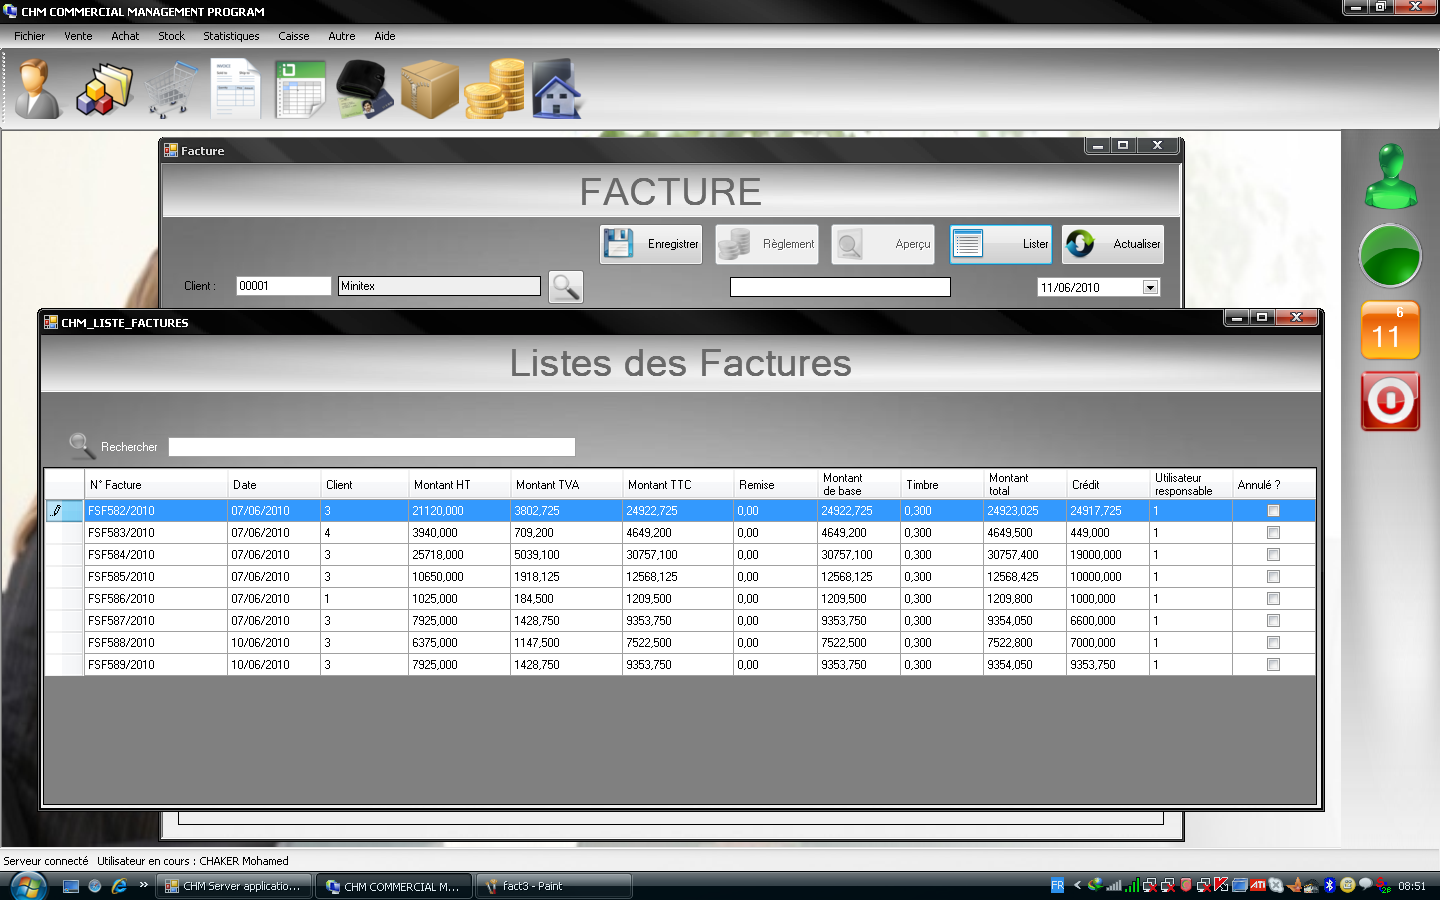 CHM COMMERCIAL MANAGEMENT PROGRAM
Fichier Vente Achat Stock Statistiques Caisse Autre Aide
Facture
FACTURE
Enregistrer Règlement Aperçu Lister Actualiser
Client : 00001 Minitex 11/06/2010
6
11
CHM_LISTE_FACTURES
Listes des Factures
Rechercher
N° Facture Date Client Montant HT Montant TVA Montant TTC Remise Montant de base Timbre Montant total Crédit Utilisateur responsable Annulé ?
FSF582/2010 07/06/2010 3 21120,000 3802,725 24922,725 0,00 24922,725 0,300 24923,025 24917,725 1
FSF583/2010 07/06/2010 4 3940,000 709,200 4649,200 0,00 4649,200 0,300 4649,500 449,000 1
FSF584/2010 07/06/2010 3 25718,000 5039,100 30757,100 0,00 30757,100 0,300 30757,400 19000,000 1
FSF585/2010 07/06/2010 3 10650,000 1918,125 12568,125 0,00 12568,125 0,300 12568,425 10000,000 1
FSF586/2010 07/06/2010 1 1025,000 184,500 1209,500 0,00 1209,500 0,300 1209,800 1000,000 1
FSF587/2010 07/06/2010 3 7925,000 1428,750 9353,750 0,00 9353,750 0,300 9354,050 6600,000 1
FSF588/2010 10/06/2010 3 6375,000 1147,500 7522,500 0,00 7522,500 0,300 7522,800 7000,000 1
FSF589/2010 10/06/2010 3 7925,000 1428,750 9353,750 0,00 9353,750 0,300 9354,050 9353,750 1
Serveur connecté Utilisateur en cours : CHAKER Mohamed
CHM Server applicatio... CHM COMMERCIAL M... fact3 - Paint FR ATI 08:51